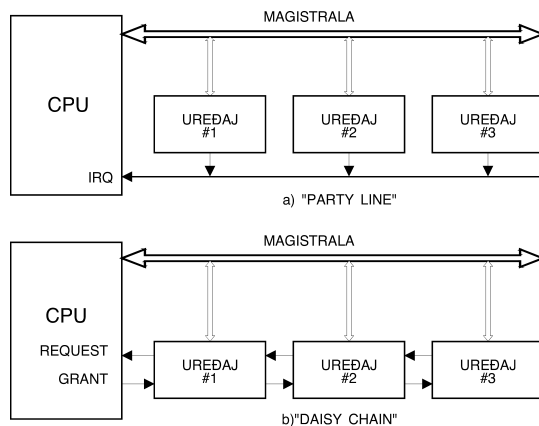 MAGISTRALA
CPU
UREĐAJ
#1
UREĐAJ
#2
UREĐAJ
#3
IRQ
a) "PARTY LINE"
MAGISTRALA
CPU
REQUEST
GRANT
UREĐAJ
#1
UREĐAJ
#2
UREĐAJ
#3
b)"DAISY CHAIN"